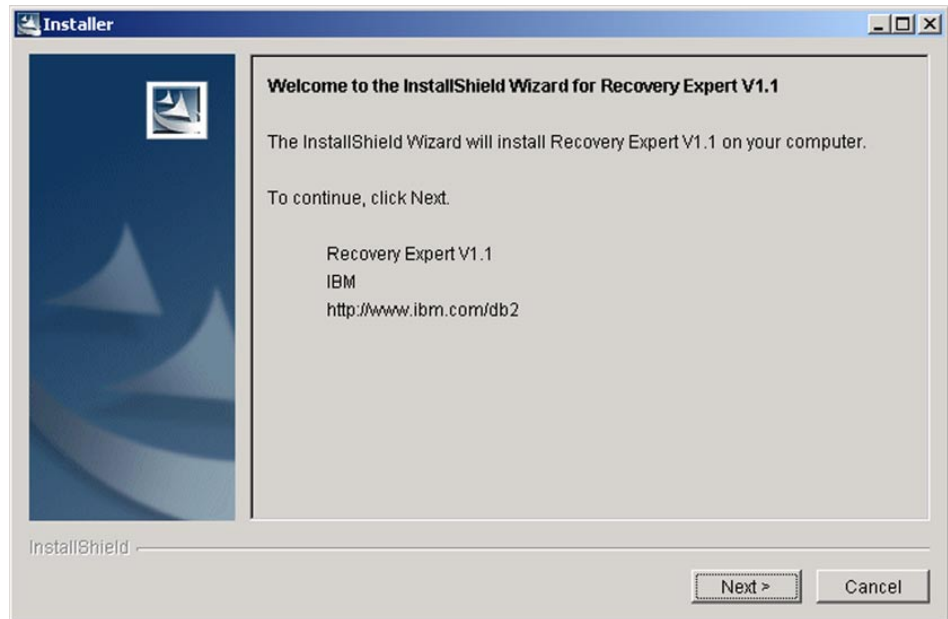 Installer
Welcome to the InstallShield Wizard for Recovery Expert V1.1
The InstallShield Wizard will install Recovery Expert V1.1 on your computer.
To continue, click Next.
Recovery Expert V1.1
IBM
http://www.ibm.com/db2
InstallShield
Next >
Cancel